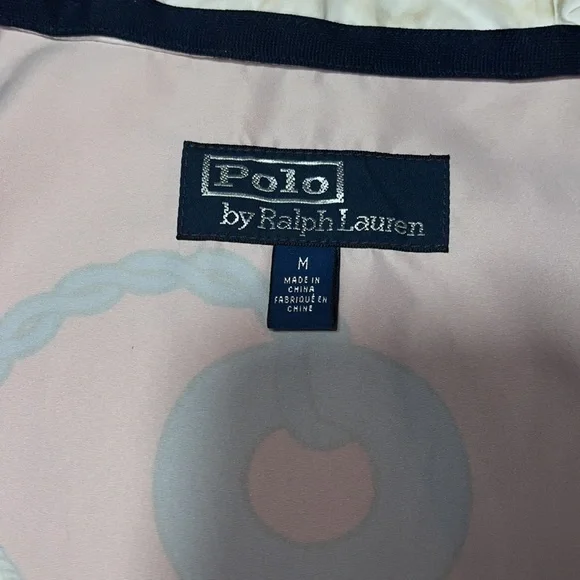 Polo
by Ralph Lauren
M
MADE IN
CHINA
FABRIQUÉ EN
CHINE